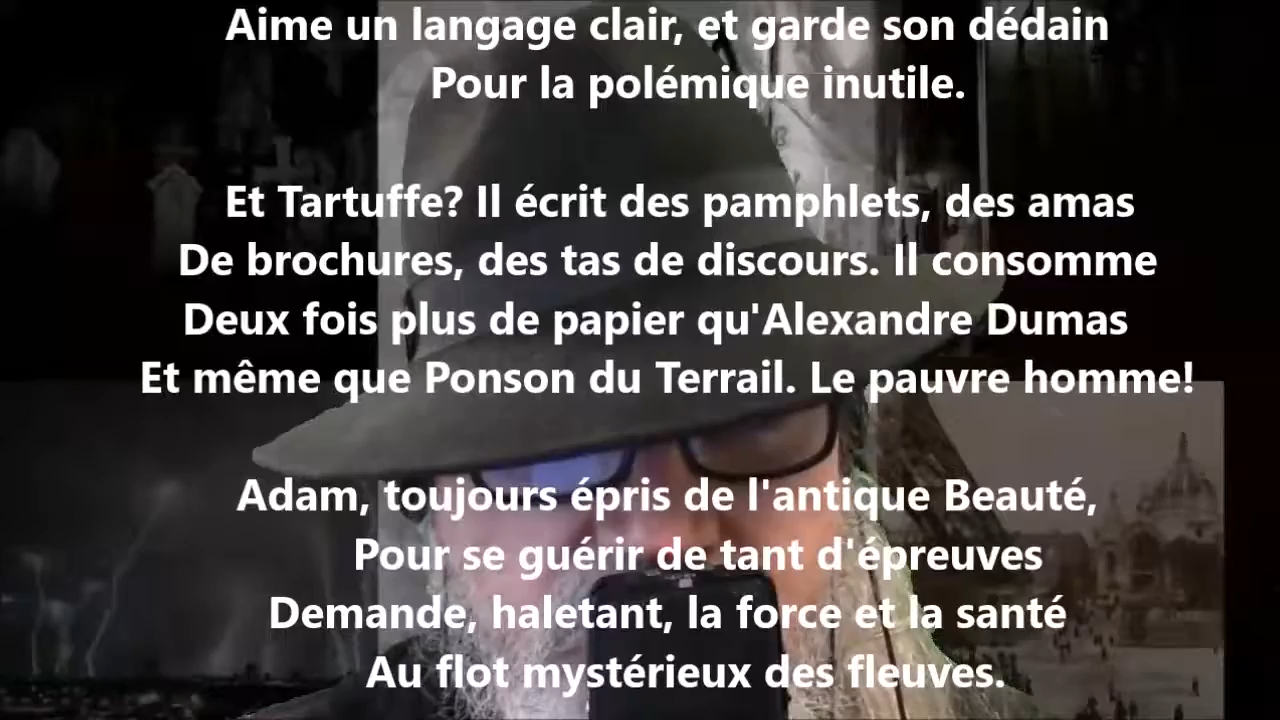 Aime un langage clair, et garde son dédain
Pour la polémique inutile.
Et Tartuffe? Il écrit des pamphlets, des amas
De brochures, des tas de discours. Il consomme
Deux fois plus de papier qu'Alexandre Dumas
Et même que Ponson du Terrail. Le pauvre homme!
Adam, toujours épris de l'antique Beauté,
Pour se guérir de tant d'épreuves
Demande, haletant, la force et la santé
Au flot mystérieux des fleuves.